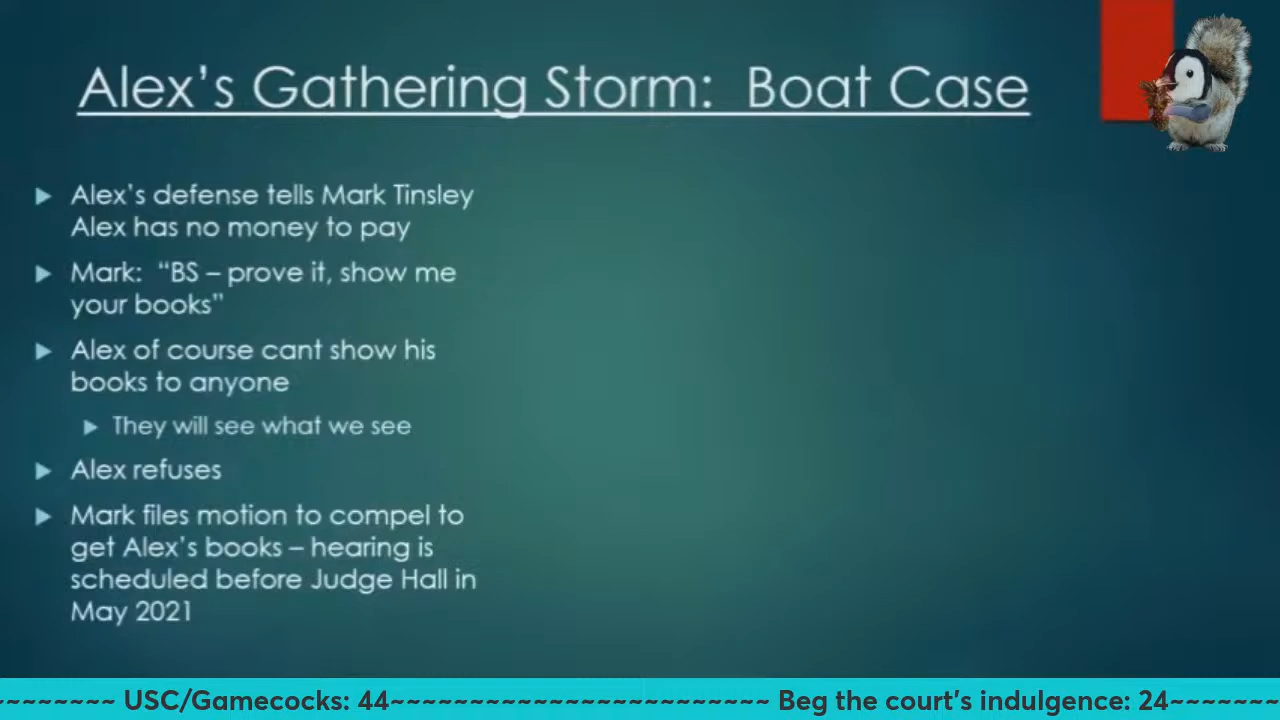 Alex’s Gathering Storm: Boat Case
Alex’s defense tells Mark Tinsley
Alex has no money to pay
Mark: “BS – prove it, show me
your books”
Alex of course cant show his
books to anyone
They will see what we see
Alex refuses
Mark files motion to compel to
get Alex’s books – hearing is
scheduled before Judge Hall in
May 2021
~~~~~~~~ USC/Gamecocks: 44~~~~~~~~~~~~~~~~~~~~~~~~~ Beg the court's indulgence: 24~~~~~~~